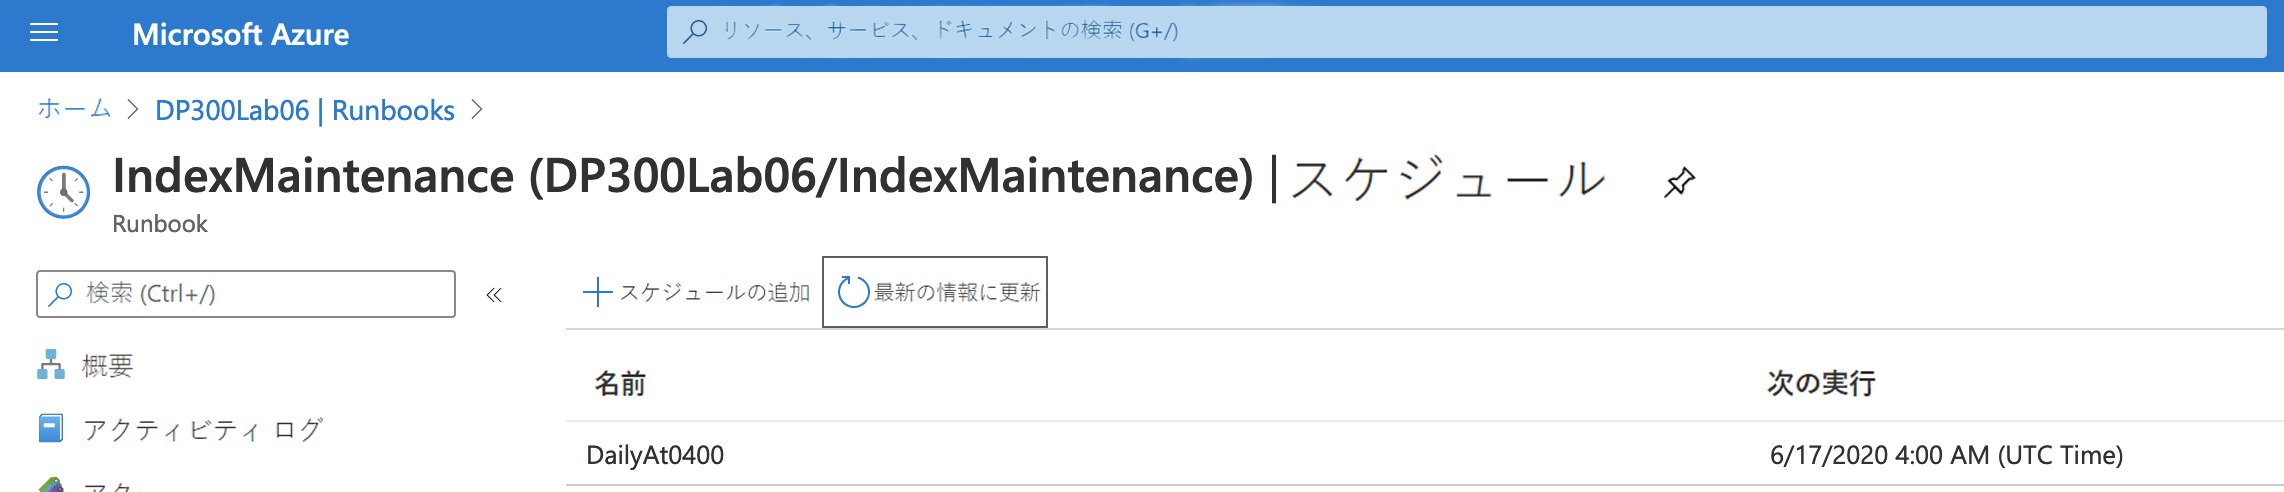 Microsoft Azure
リソース、サービス、ドキュメントの検索 (G+/)
ホーム > DP300Lab06 | Runbooks >
IndexMaintenance (DP300Lab06/IndexMaintenance) | スケジュール
Runbook
検索 (Ctrl+/) «
+ スケジュールの追加 最新の情報に更新
概要
名前 次の実行
アクティビティ ログ
DailyAt0400 6/17/2020 4:00 AM (UTC Time)